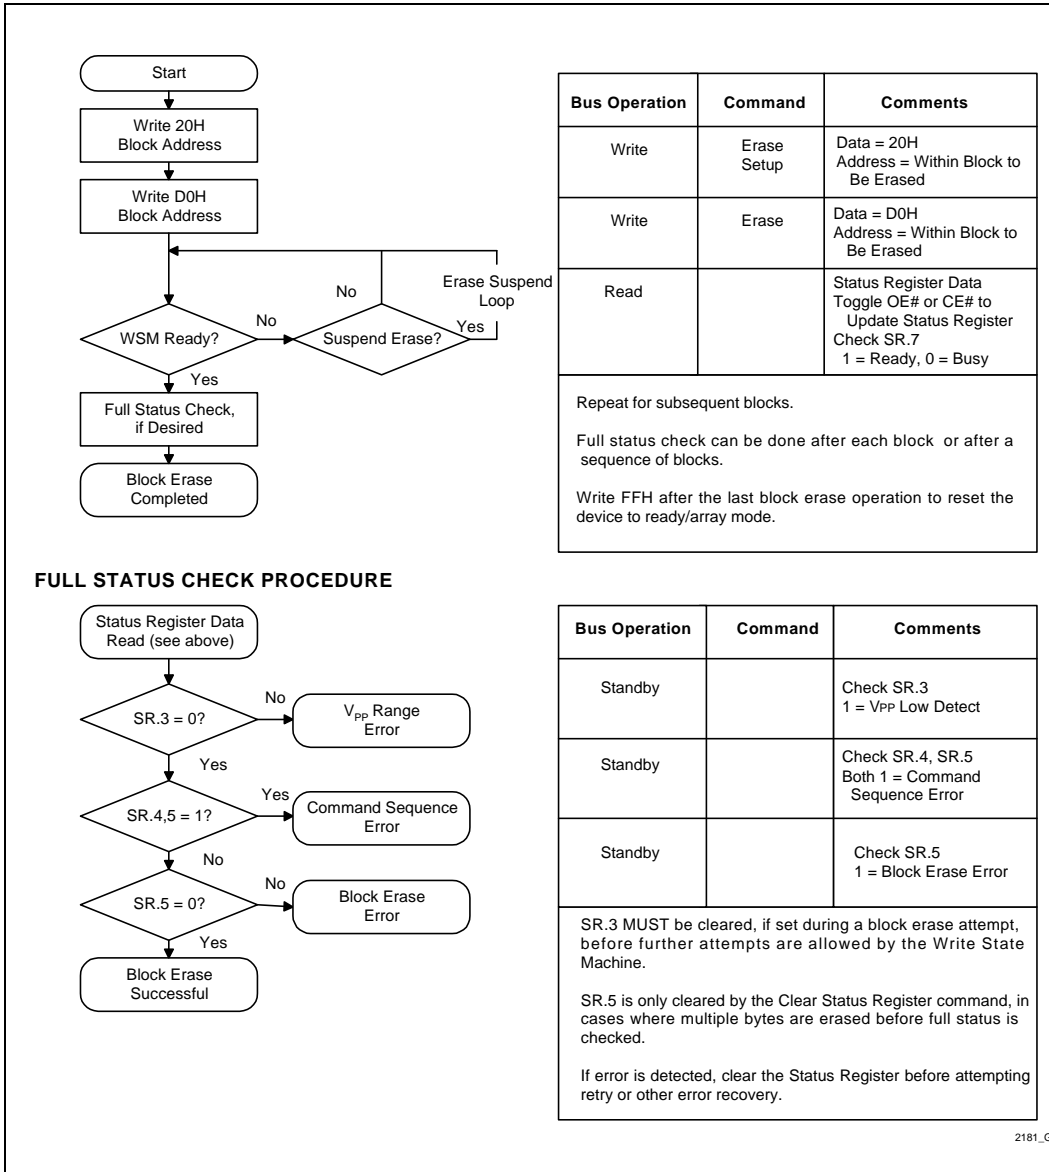 Start
Write 20H
Block Address
Write D0H
Block Address
No
Erase Suspend
Loop
WSM Ready?
No
Suspend Erase?
Yes
Yes
Full Status Check,
if Desired
Block Erase
Completed
Bus Operation Command Comments
Write Erase
Setup
Data = 20H
Address = Within Block to
Be Erased
Write Erase Data = D0H
Address = Within Block to
Be Erased
Read Status Register Data
Toggle OE# or CE# to
Update Status Register
Check SR.7
1 = Ready, 0 = Busy
Repeat for subsequent blocks.
Full status check can be done after each block or after a
sequence of blocks.
Write FFH after the last block erase operation to reset the
device to ready/array mode.
FULL STATUS CHECK PROCEDURE
Status Register Data
Read (see above)
SR.3 = 0?
No
VPP Range
Error
Yes
SR.4,5 = 1?
Yes
Command Sequence
Error
No
SR.5 = 0?
No
Block Erase
Error
Yes
Block Erase
Successful
Bus Operation Command Comments
Standby Check SR.3
1 = VPP Low Detect
Standby Check SR.4, SR.5
Both 1 = Command
Sequence Error
Standby Check SR.5
1 = Block Erase Error
SR.3 MUST be cleared, if set during a block erase attempt,
before further attempts are allowed by the Write State
Machine.
SR.5 is only cleared by the Clear Status Register command, in
cases where multiple bytes are erased before full status is
checked.
If error is detected, clear the Status Register before attempting
retry or other error recovery.